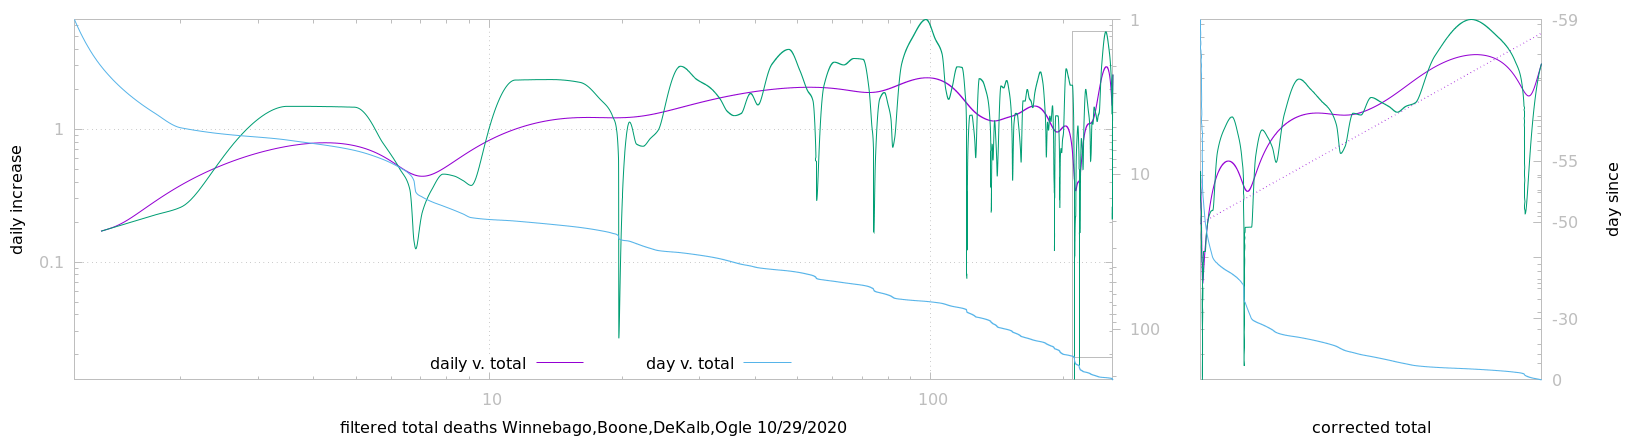 daily increase
1
0.1
10
100
1
10
100
daily v. total
day v. total
filtered total deaths Winnebago,Boone,DeKalb,Ogle 10/29/2020
-59
-55
-50
-30
0
day since
corrected total